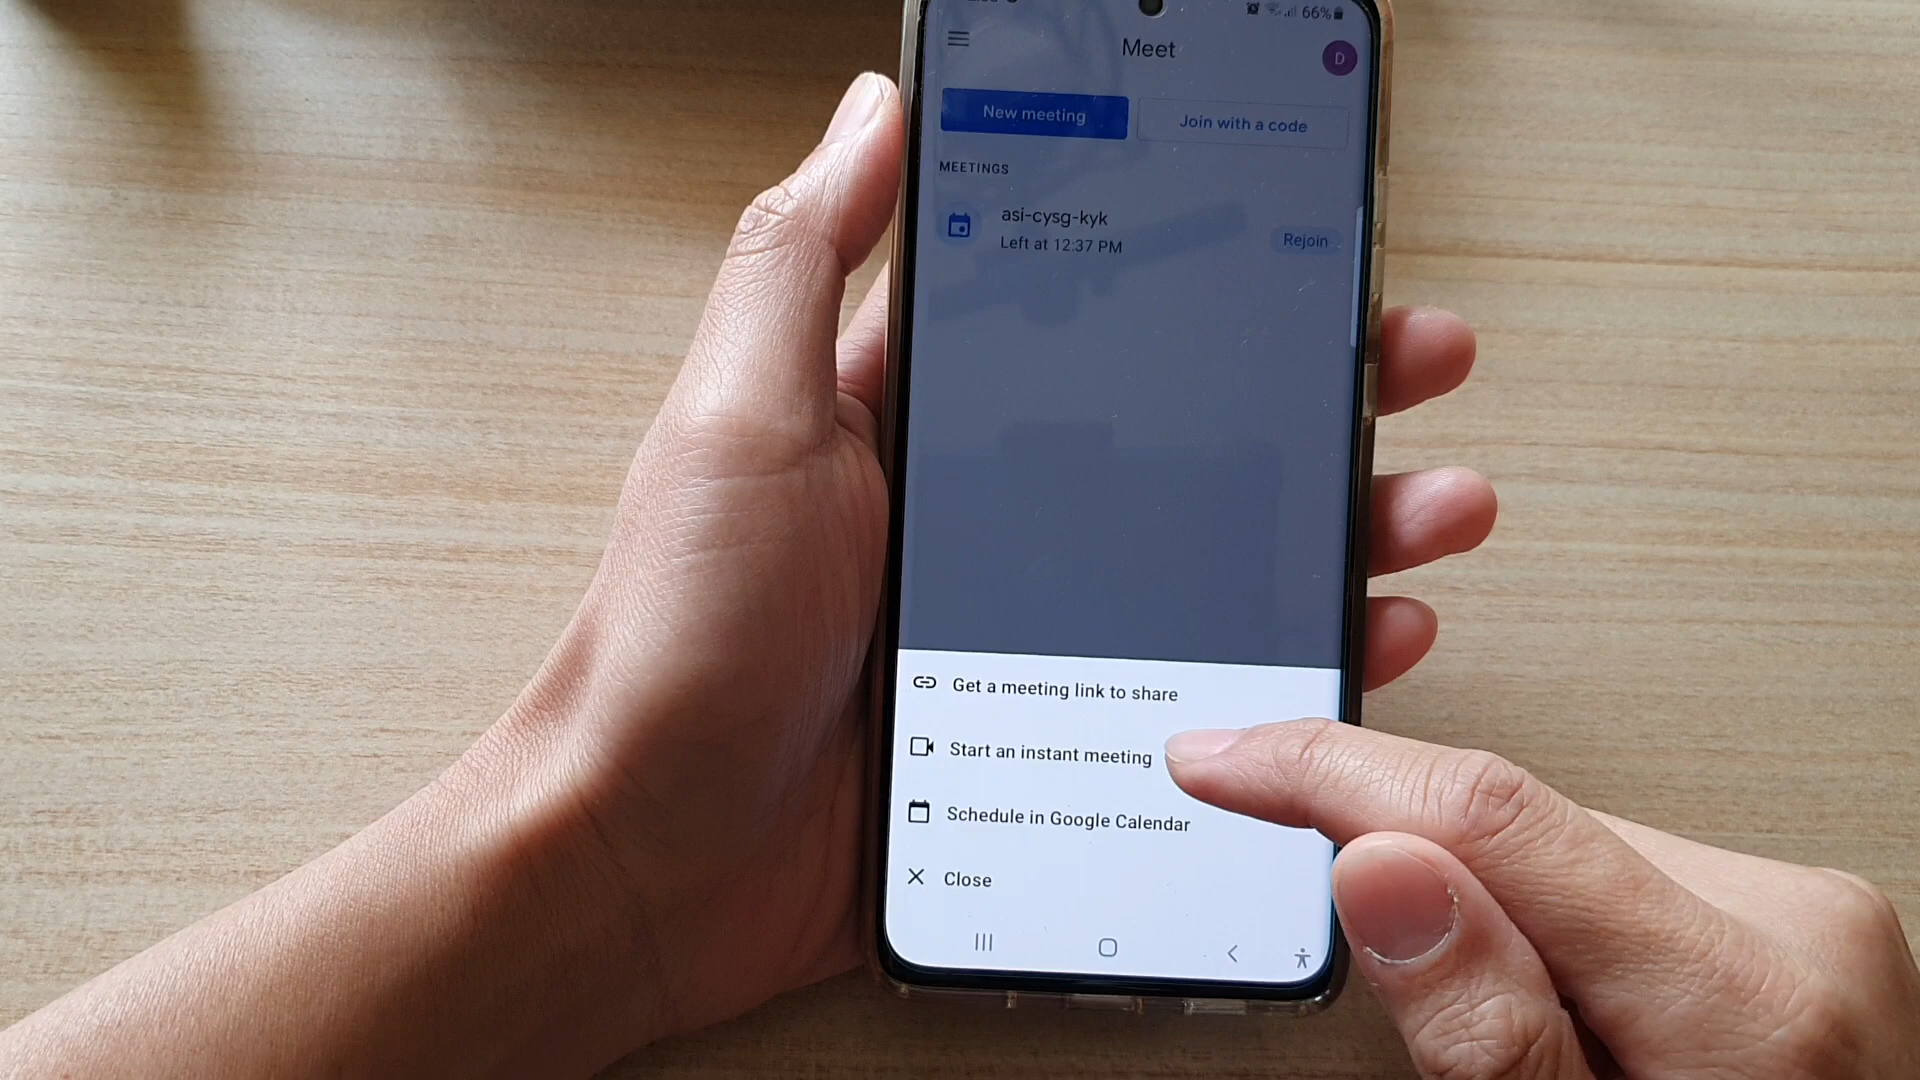 66%
Meet
D
New meeting
Join with a code
MEETINGS
asi-cysg-kyk
Left at 12:37 PM
Rejoin
Get a meeting link to share
Start an instant meeting
Schedule in Google Calendar
Close